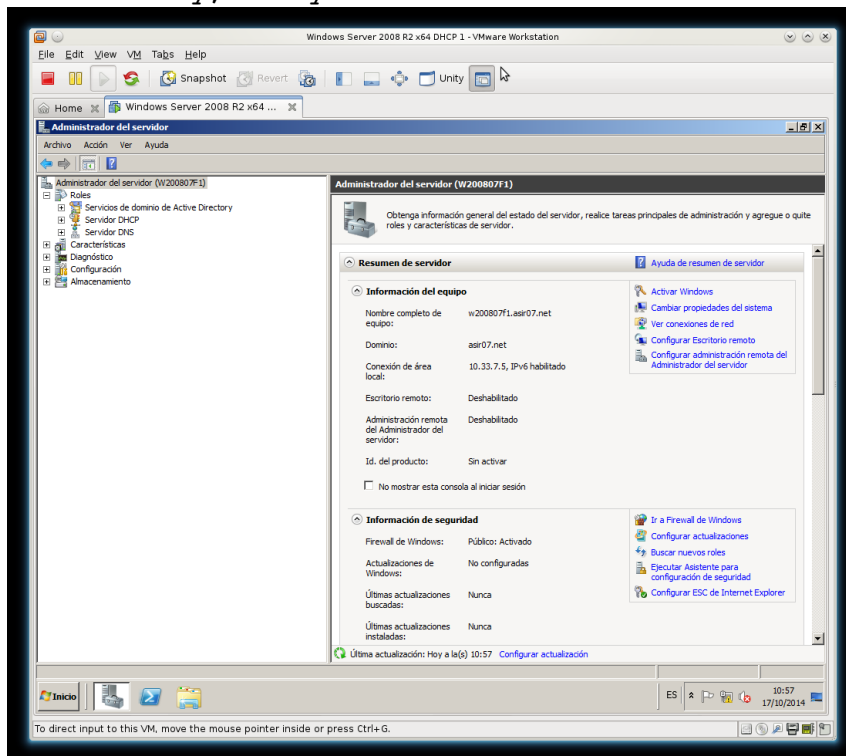 Windows Server 2008 R2 x64 DHCP 1 - VMware Workstation
File Edit View VM Tabs Help
Snapshot Revert Unity
Home Windows Server 2008 R2 x64 ...
Administrador del servidor
Archivo Acción Ver Ayuda
Administrador del servidor (W200807F1)
Roles
Servicios de dominio de Active Directory
Servidor DHCP
Servidor DNS
Características
Diagnóstico
Configuración
Almacenamiento
Administrador del servidor (W200807F1)
Obtenga información general del estado del servidor, realice tareas principales de administración y agregue o quite
roles y características de servidor.
Resumen de servidor
Ayuda de resumen de servidor
Información del equipo
Nombre completo de
equipo:
w200807f1.asir07.net
Dominio:
asir07.net
Conexión de área
local:
10.33.7.5, IPv6 habilitado
Escritorio remoto:
Deshabilitado
Administración remota
del Administrador del
servidor:
Deshabilitado
Id. del producto:
Sin activar
No mostrar esta consola al iniciar sesión
Activar Windows
Cambiar propiedades del sistema
Ver conexiones de red
Configurar Escritorio remoto
Configurar administración remota del
Administrador del servidor
Información de seguridad
Firewall de Windows:
Público: Activado
Actualizaciones de
Windows:
No configuradas
Últimas actualizaciones
buscadas:
Nunca
Últimas actualizaciones
instaladas:
Nunca
Ir a Firewall de Windows
Configurar actualizaciones
Buscar nuevos roles
Ejecutar Asistente para
configuración de seguridad
Configurar ESC de Internet Explorer
Última actualización: Hoy a la(s) 10:57 Configurar actualización
Inicio
ES
10:57
17/10/2014
To direct input to this VM, move the mouse pointer inside or press Ctrl+G.